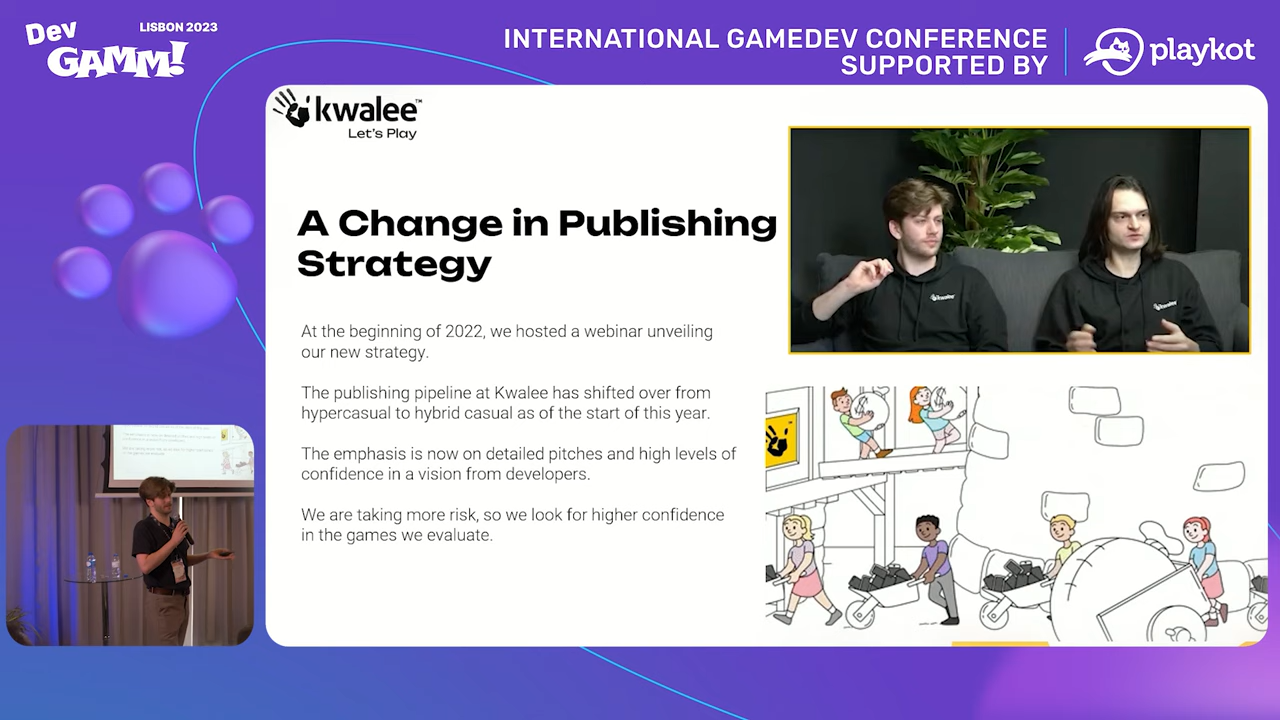 Dev
GAMM!
LISBON 2023
INTERNATIONAL GAMEDEV CONFERENCE
SUPPORTED BY
playkot
kwalee™
Let's Play
A Change in Publishing
Strategy
At the beginning of 2022, we hosted a webinar unveiling
our new strategy.
The publishing pipeline at Kwalee has shifted over from
hypercasual to hybrid casual as of the start of this year.
The emphasis is now on detailed pitches and high levels of
confidence in a vision from developers.
We are taking more risk, so we look for higher confidence
in the games we evaluate.
kwalee
kwalee